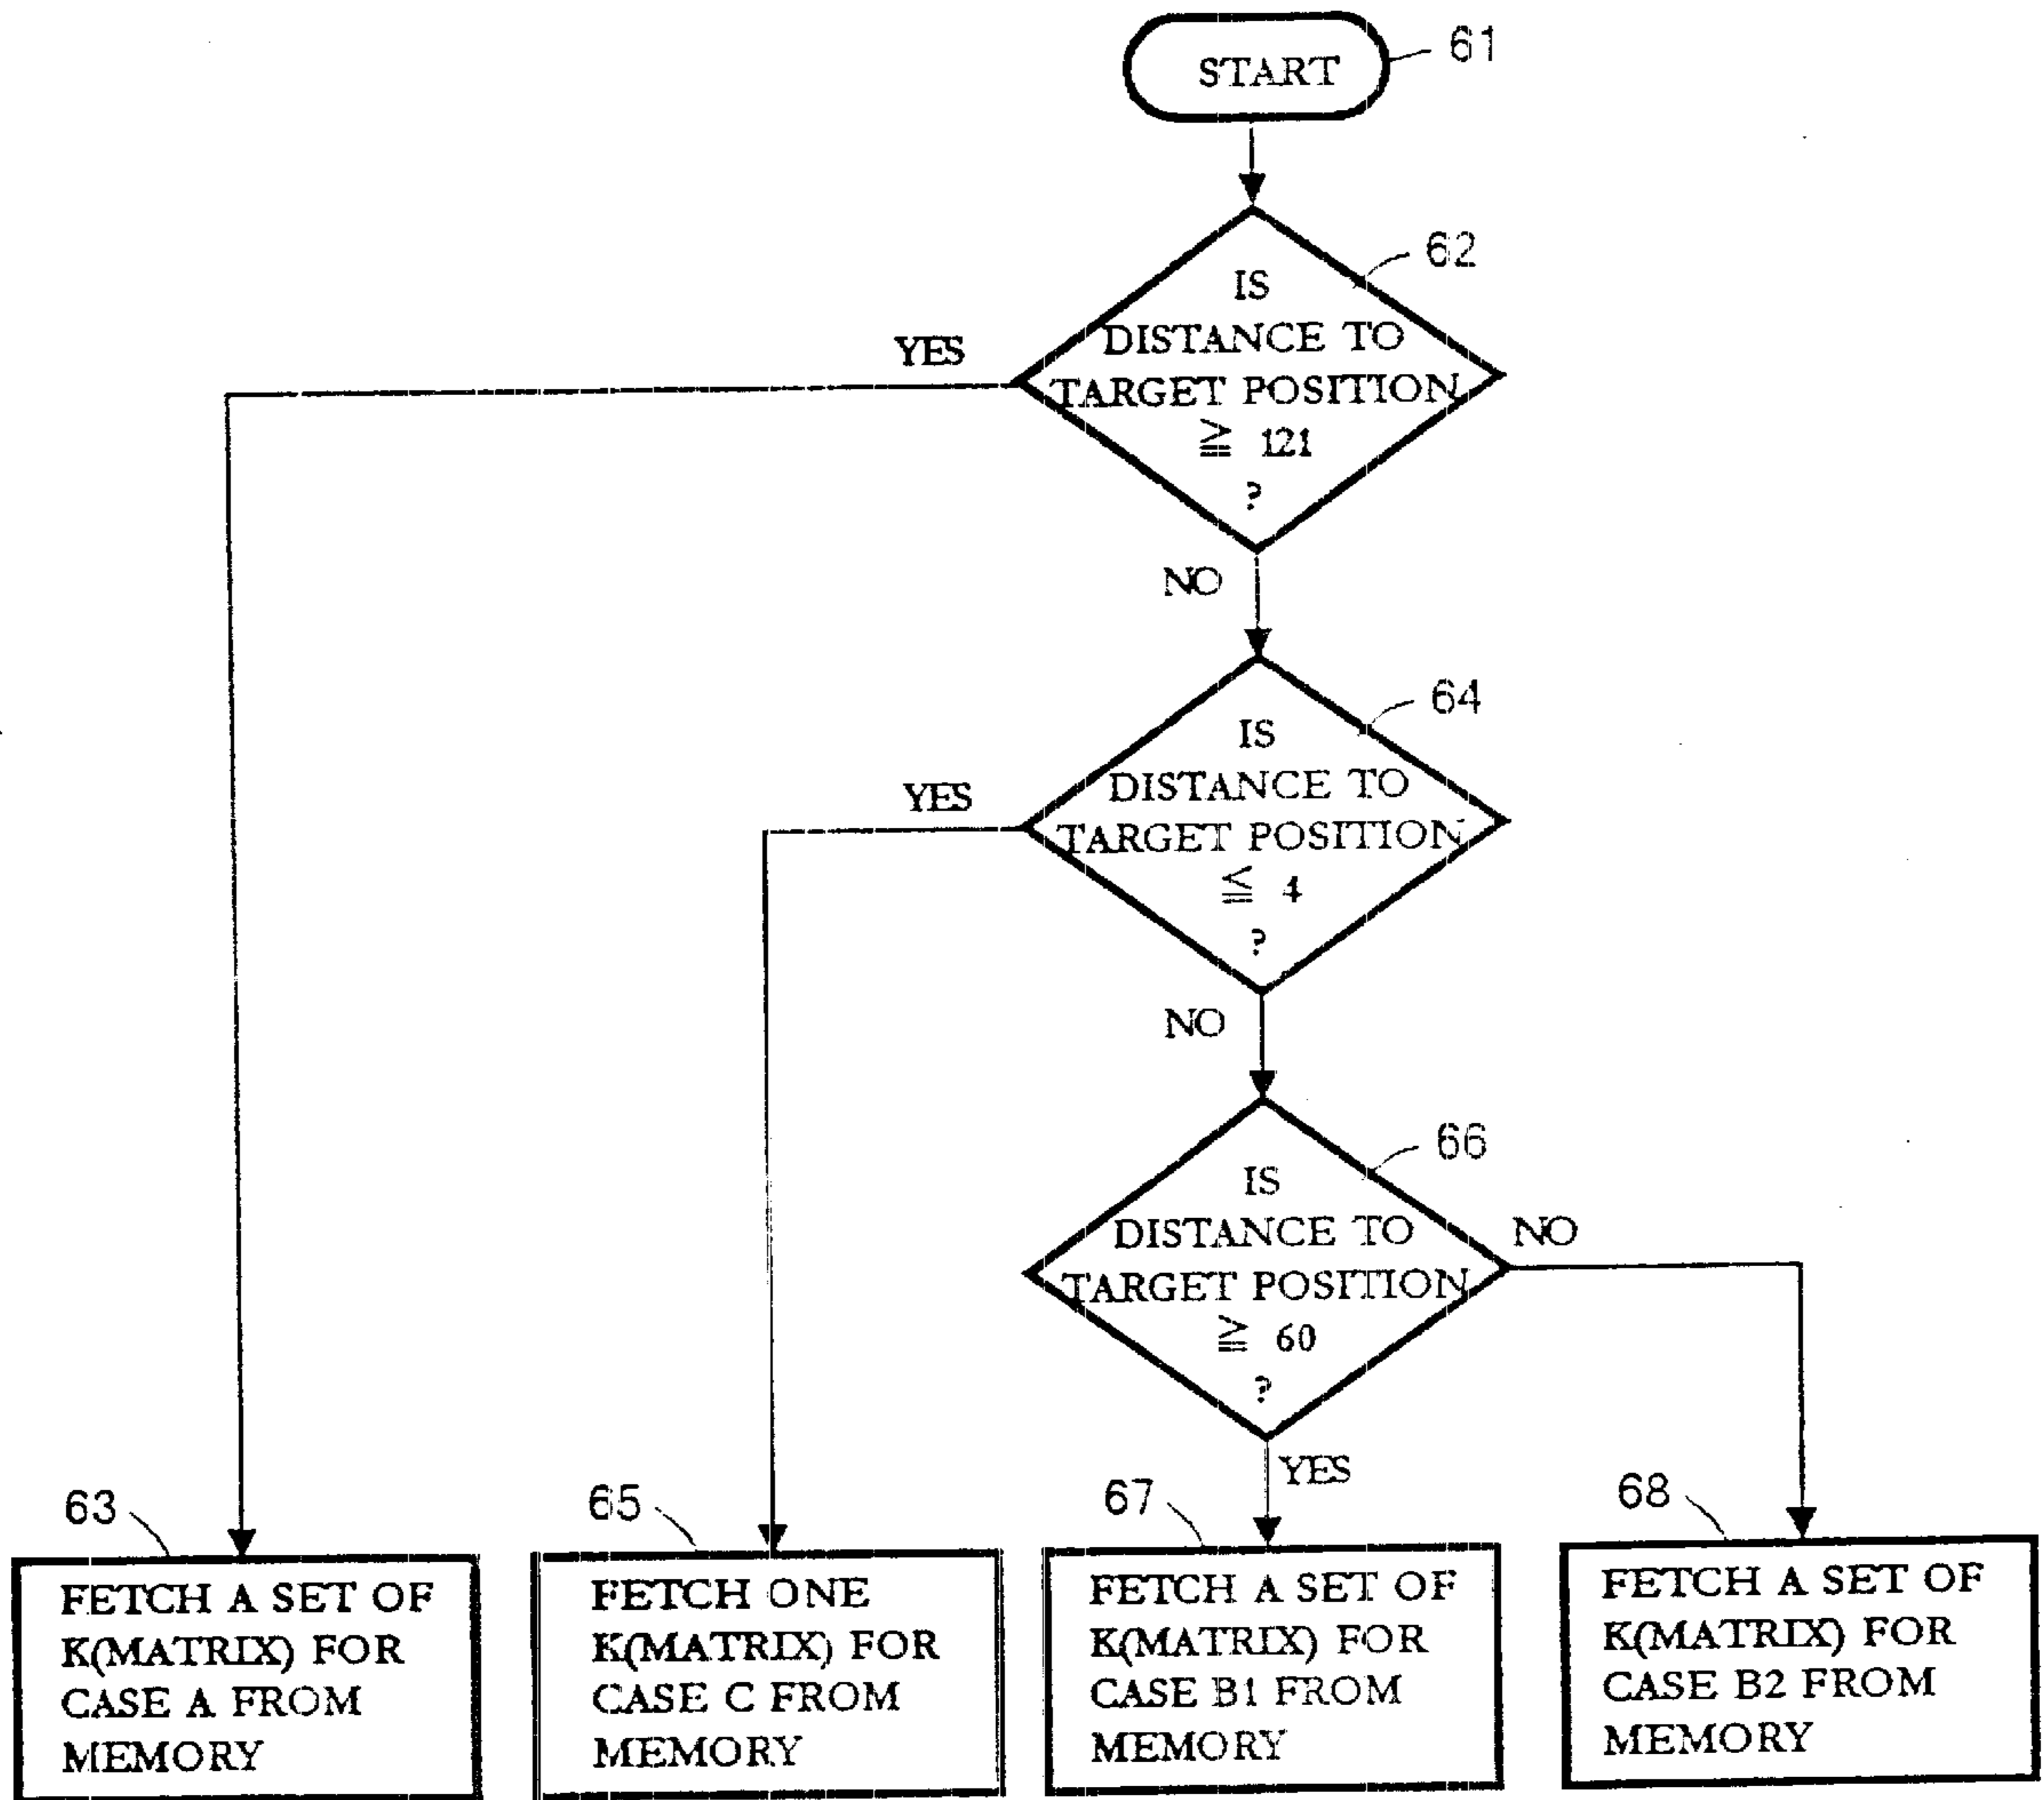 START
61
62
IS
DISTANCE TO
TARGET POSITION
≧ 121
?
YES
NO
64
IS
DISTANCE TO
TARGET POSITION
≦ 4
?
YES
NO
66
IS
DISTANCE TO
TARGET POSITION
≧ 60
?
NO
YES
63
FETCH A SET OF
K(MATRIX) FOR
CASE A FROM
MEMORY
65
FETCH ONE
K(MATRIX) FOR
CASE C FROM
MEMORY
67
FETCH A SET OF
K(MATRIX) FOR
CASE B1 FROM
MEMORY
68
FETCH A SET OF
K(MATRIX) FOR
CASE B2 FROM
MEMORY